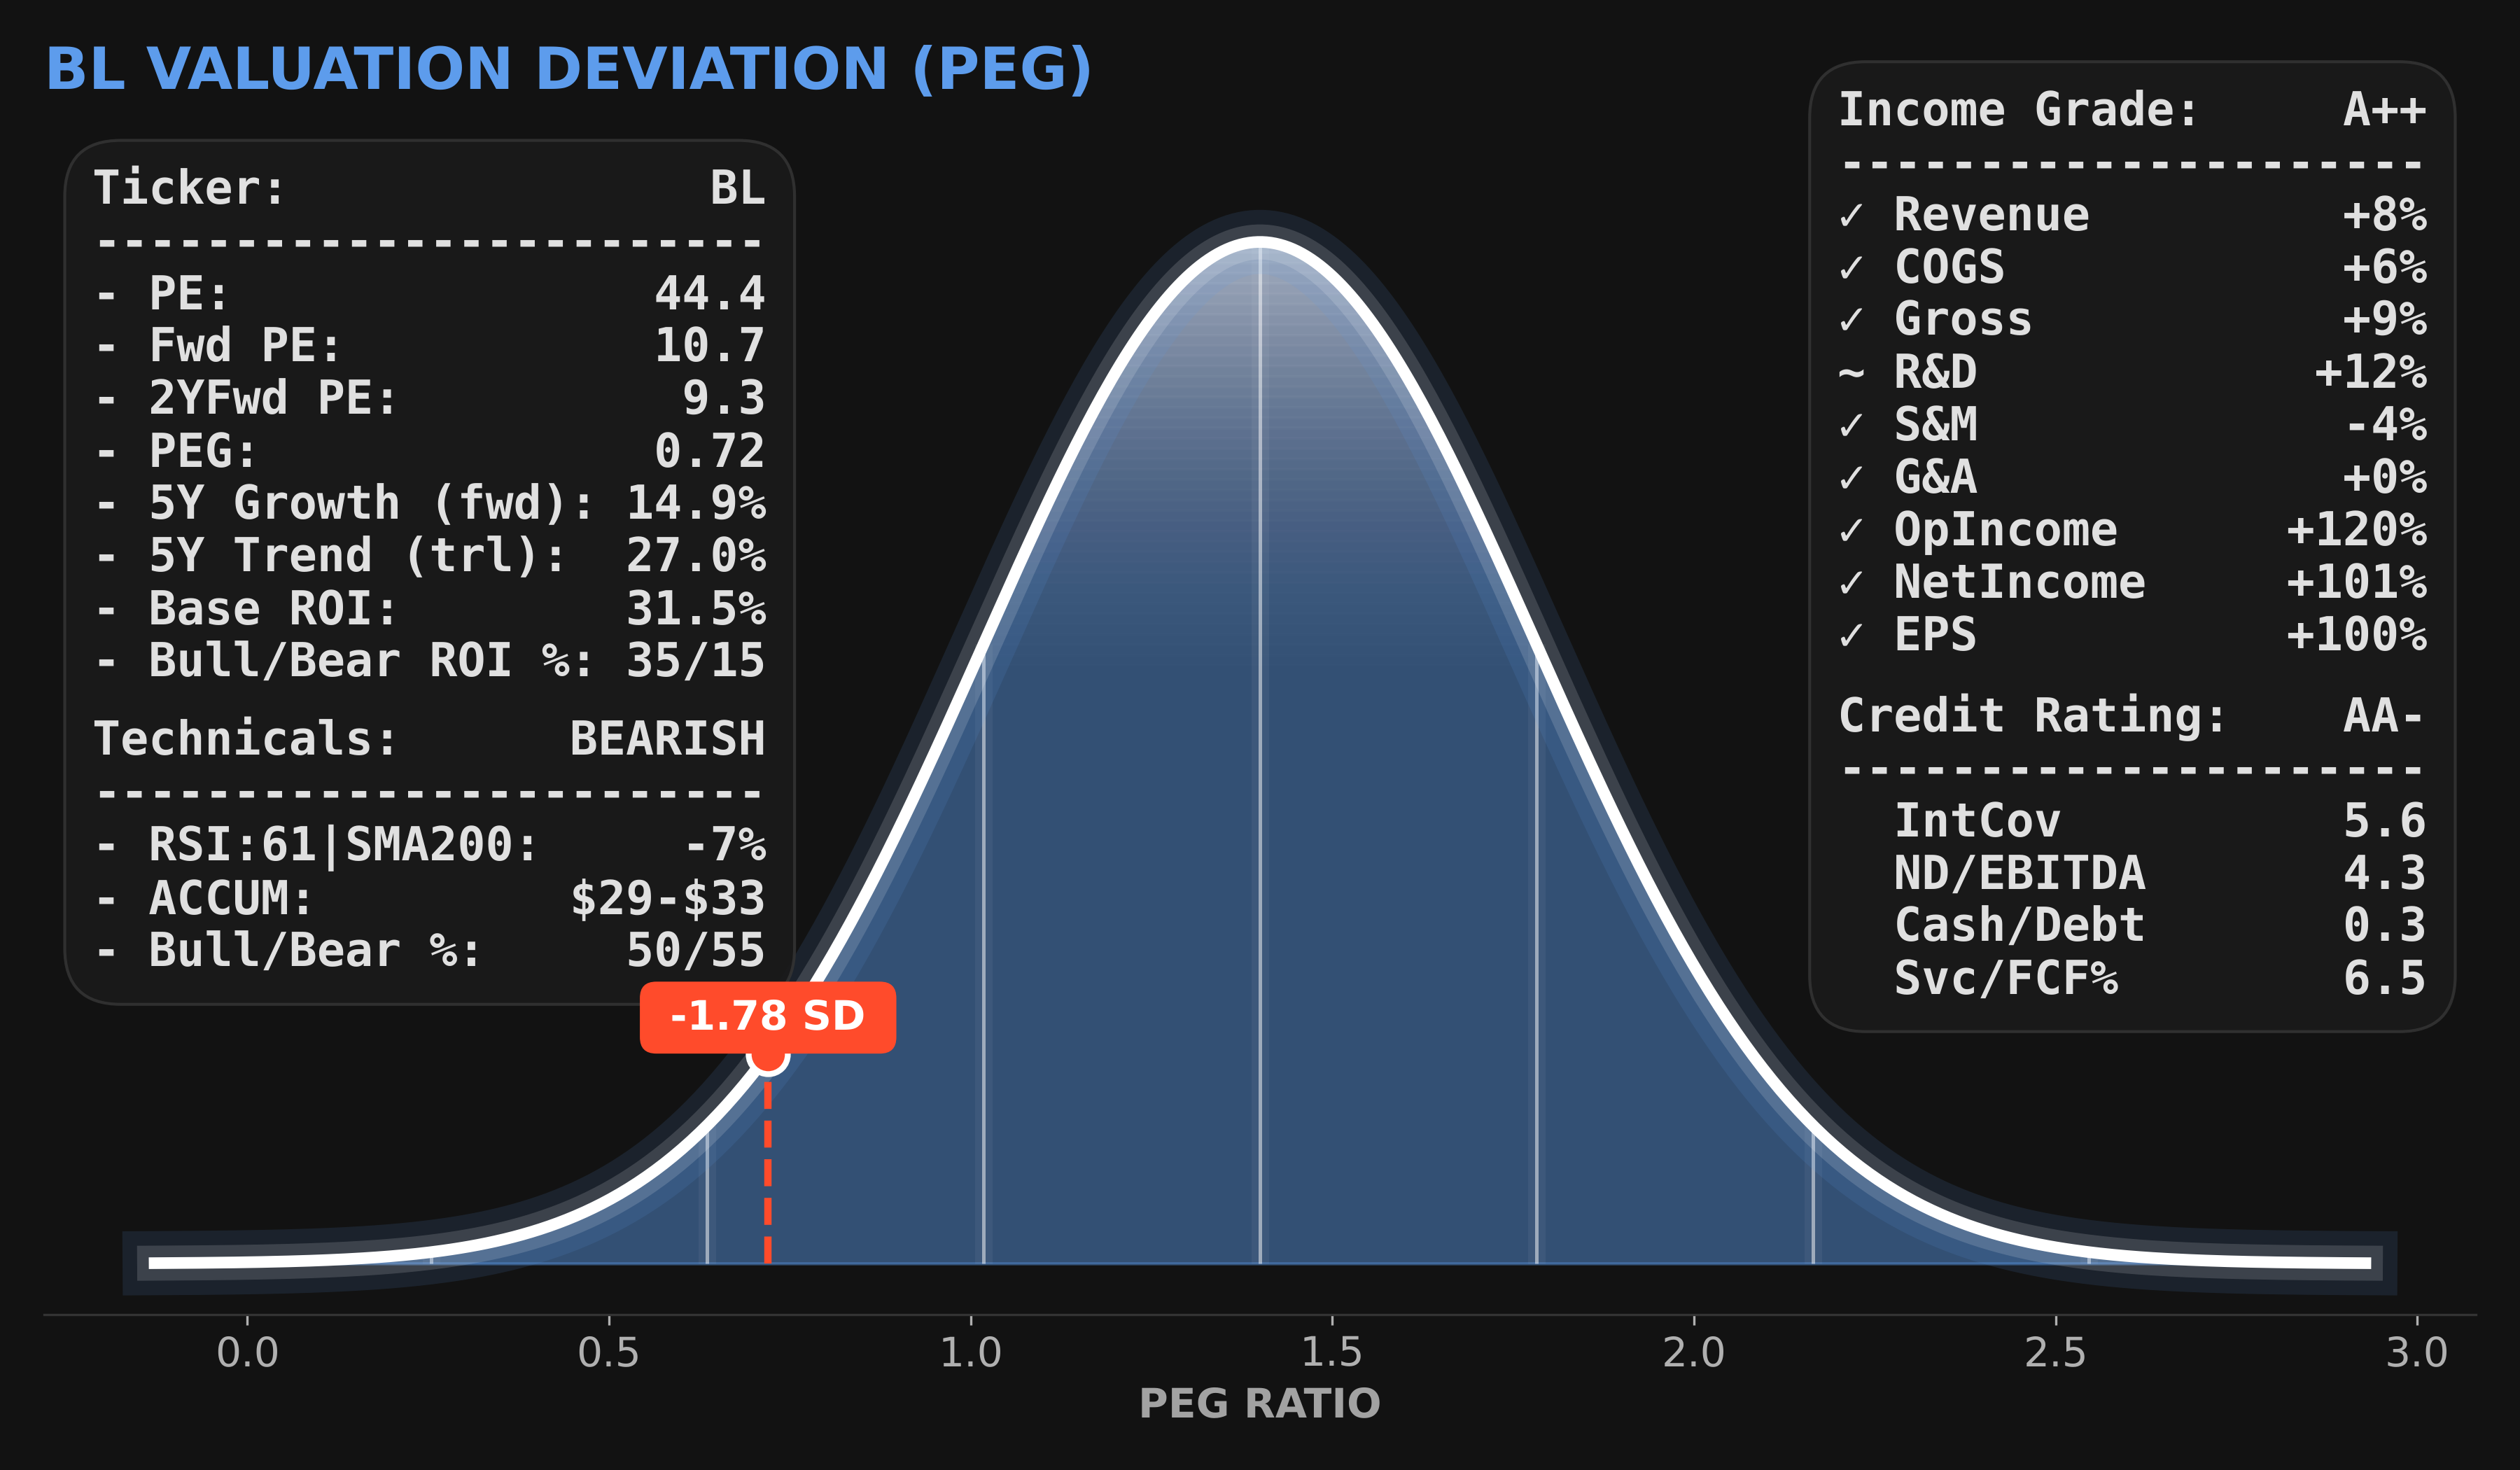 BL VALUATION DEVIATION (PEG)
Ticker: BL
------------------------
- PE: 44.4
- Fwd PE: 10.7
- 2YFwd PE: 9.3
- PEG: 0.72
- 5Y Growth (fwd): 14.9%
- 5Y Trend (trl): 27.0%
- Base ROI: 31.5%
- Bull/Bear ROI %: 35/15
Technicals: BEARISH
------------------------
- RSI:61|SMA200: -7%
- ACCUM: $29-$33
- Bull/Bear %: 50/55
Income Grade: A++
---------------------
✓ Revenue +8%
✓ COGS +6%
✓ Gross +9%
~ R&D +12%
✓ S&M -4%
✓ G&A +0%
✓ OpIncome +120%
✓ NetIncome +101%
✓ EPS +100%
Credit Rating: AA-
---------------------
IntCov 5.6
ND/EBITDA 4.3
Cash/Debt 0.3
Svc/FCF% 6.5
-1.78 SD
0.0 0.5 1.0 1.5 2.0 2.5 3.0
PEG RATIO